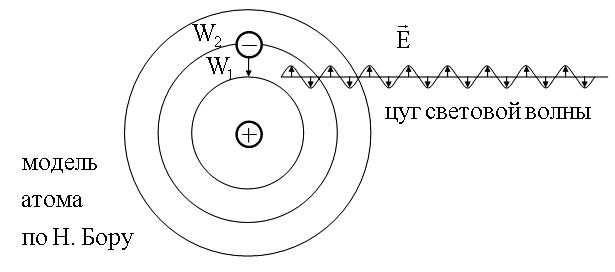 W₂
−
W₁
E⃗
цуг световой волны
+
модель
атома
по Н. Бору